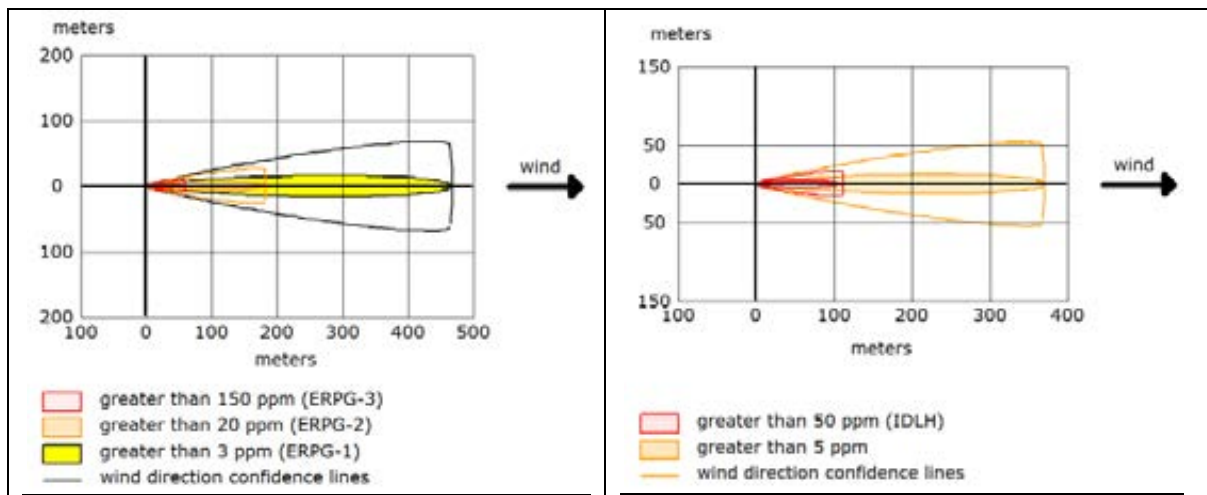 meters
200
100
0
100
200
100 0 100 200 300 400 500
meters
wind
greater than 150 ppm (ERPG-3)
greater than 20 ppm (ERPG-2)
greater than 3 ppm (ERPG-1)
wind direction confidence lines
meters
150
50
0
50
150
100 0 100 200 300 400
meters
wind
greater than 50 ppm (IDLH)
greater than 5 ppm
wind direction confidence lines